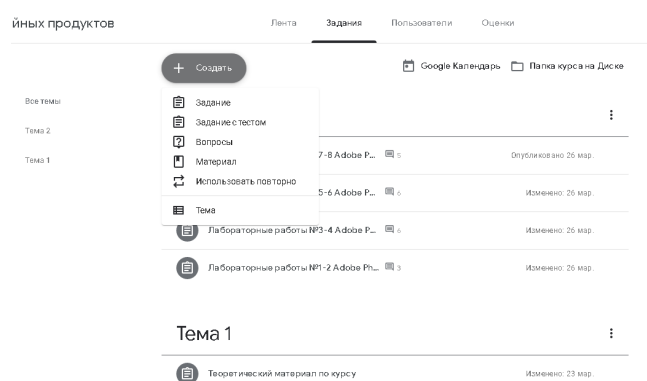 йных продуктов
Лента Задания Пользователи Оценки
Создать
Google Календарь Папка курса на Диске
Все темы
Тема 2
Тема 1
Задание
Задание с тестом
Вопросы
Материал
Использовать повторно
Тема
7-8 Adobe P... 5 Опубликовано 26 мар.
5-6 Adobe P... 6 Изменено: 26 мар.
Лабораторные работы №3-4 Adobe P... 6 Изменено: 26 мар.
Лабораторные работы №1-2 Adobe Ph... 3 Изменено: 26 мар.
Тема 1
Теоретический материал по курсу Изменено: 23 мар.